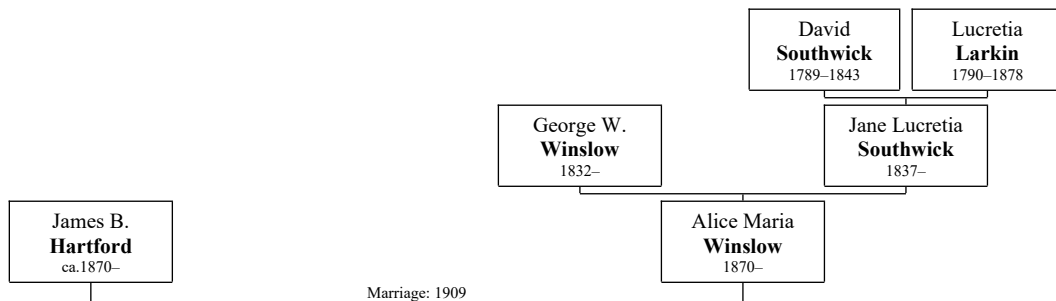 David
Southwick
1789–1843
Lucretia
Larkin
1790–1878
George W.
Winslow
1832–
Jane Lucretia
Southwick
1837–
James B.
Hartford
ca.1870–
Alice Maria
Winslow
1870–
Marriage: 1909